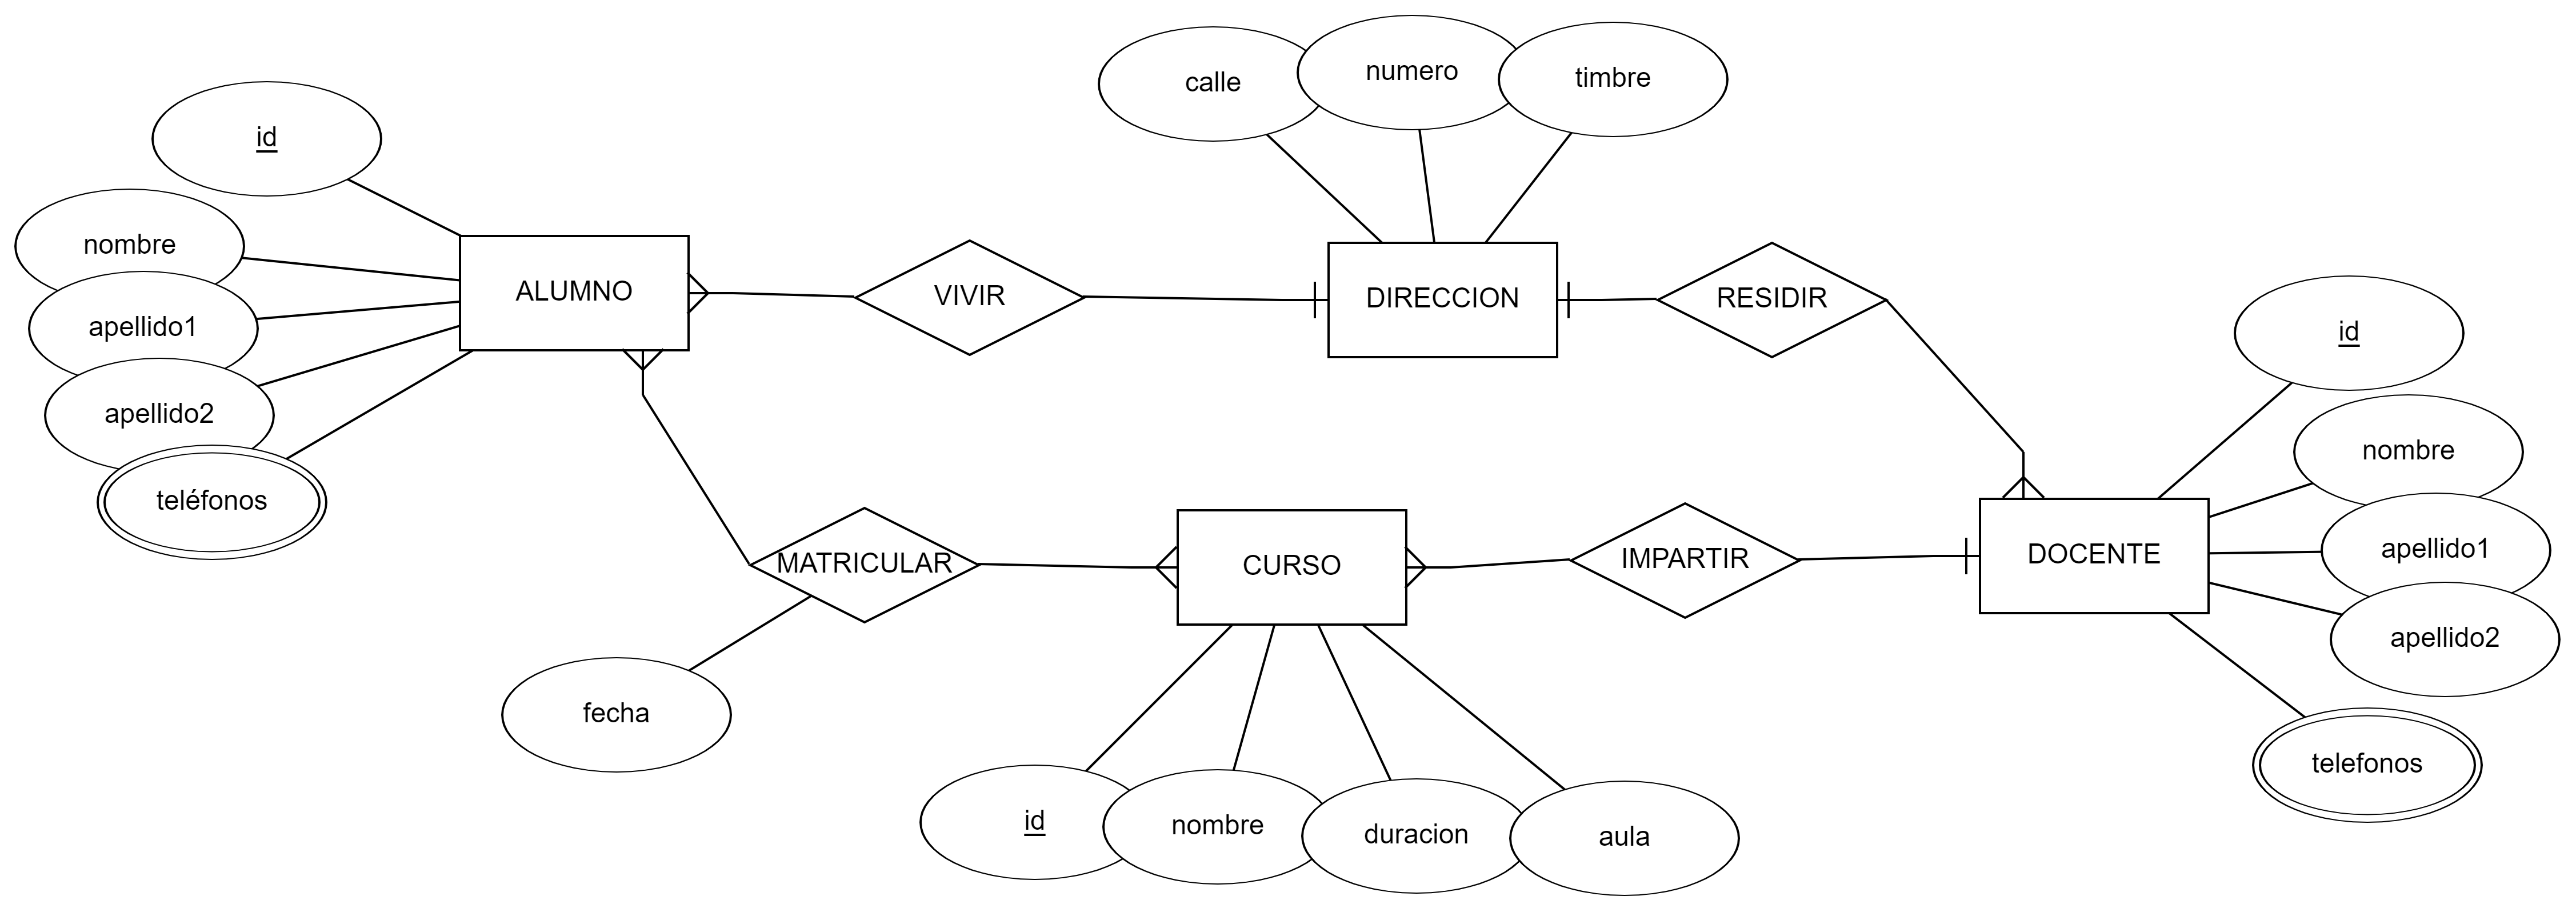 calle
numero
timbre
id
nombre
apellido1
apellido2
teléfonos
ALUMNO
VIVIR
DIRECCION
RESIDIR
id
nombre
apellido1
apellido2
telefonos
DOCENTE
IMPARTIR
CURSO
MATRICULAR
fecha
id
nombre
duracion
aula